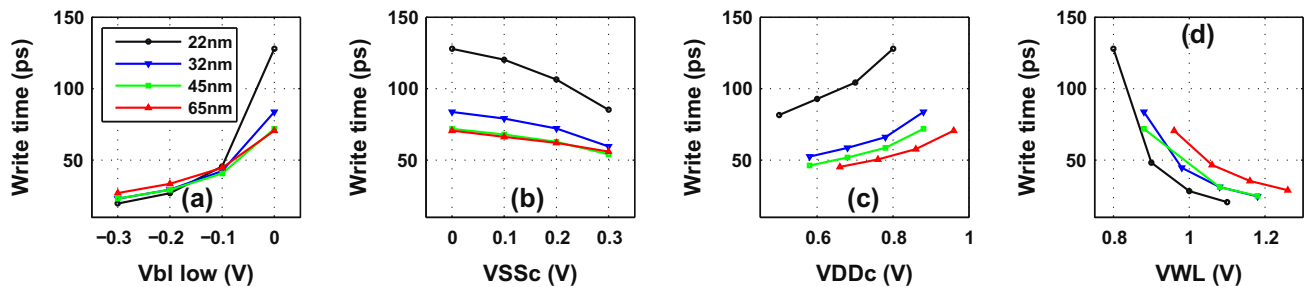 150
100
50
Write time (ps)
−0.3 −0.2 −0.1 0
Vbl low (V)
22nm
32nm
45nm
65nm
(a)
150
100
50
Write time (ps)
0 0.1 0.2 0.3
VSSc (V)
(b)
150
100
50
Write time (ps)
0.6 0.8 1
VDDc (V)
(c)
150
100
50
Write time (ps)
0.8 1 1.2
VWL (V)
(d)